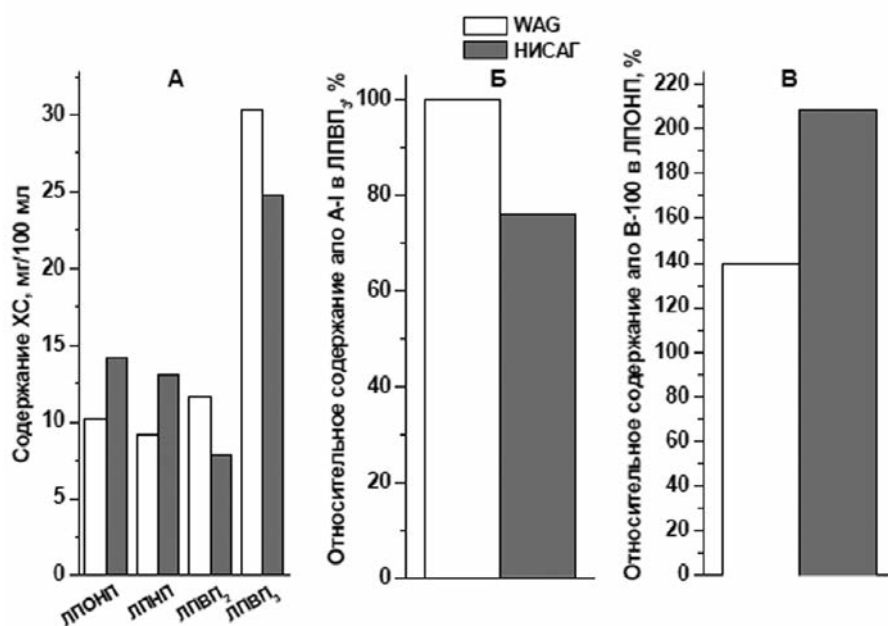 WAG
НИСАГ
А
Содержание ХС, мг/100 мл
30
25
20
15
10
5
0
ЛПОНП
ЛПНП
ЛПВП₂
ЛПВП₃
Б
Относительное содержание апо А-I в ЛПВП₃, %
100
80
60
40
20
0
В
Относительное содержание апо В-100 в ЛПОНП, %
220
200
180
160
140
120
100
80
60
40
20
0